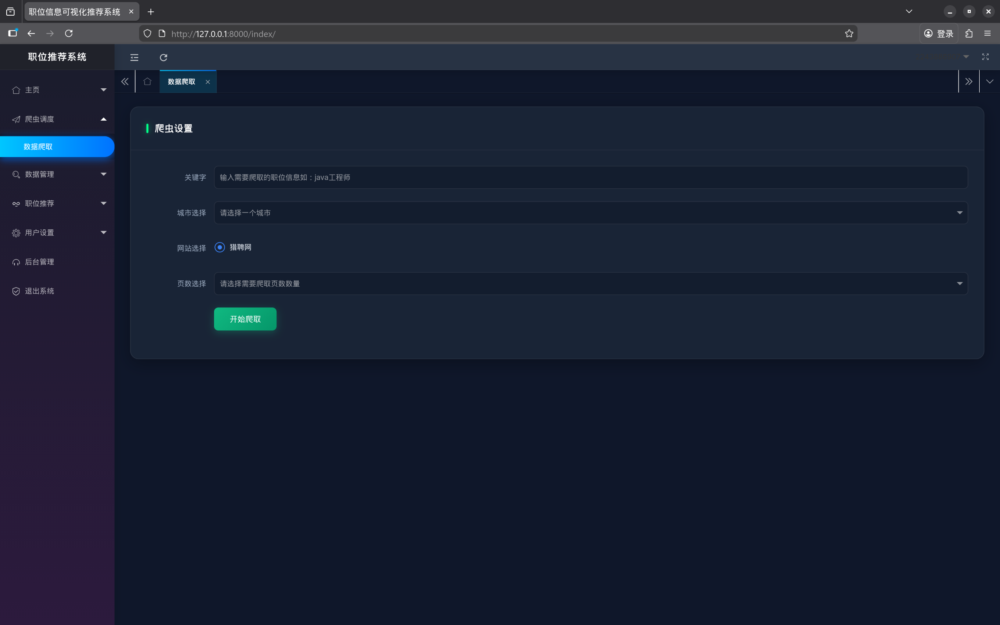 职位信息可视化推荐系统
http://127.0.0.1:8000/index/
登录
职位推荐系统
主页
爬虫调度
数据爬取
数据管理
职位推荐
用户设置
后台管理
退出系统
数据爬取
爬虫设置
关键字
输入需要爬取的职位信息如：java工程师
城市选择
请选择一个城市
网站选择
猎聘网
页数选择
请选择需要爬取页数数量
开始爬取